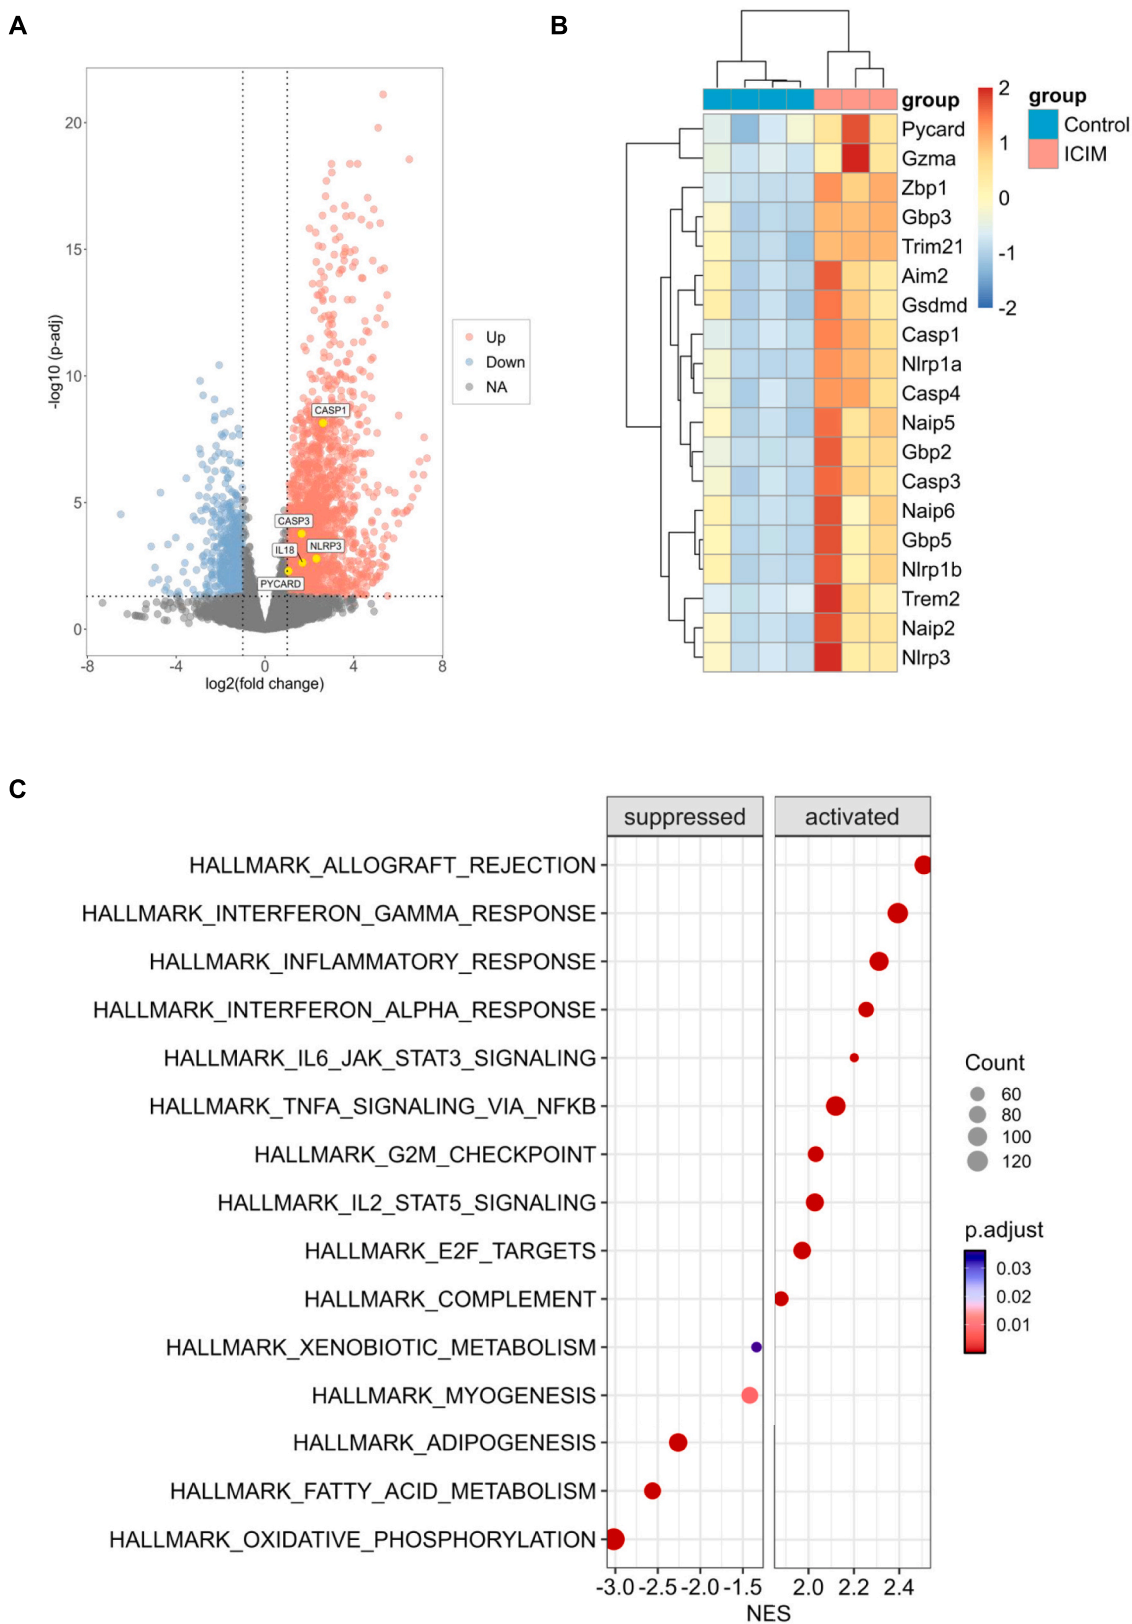 A
-log10 (p-adj)
20
15
10
5
0
-8
-4
0
4
8
log2(fold change)
CASP1
CASP3
IL18
NLRP3
PYCARD
Up
Down
NA
B
group
Pycard
Gzma
Zbp1
Gbp3
Trim21
Aim2
Gsdmd
Casp1
Nlrp1a
Casp4
Naip5
Gbp2
Casp3
Naip6
Gbp5
Nlrp1b
Trem2
Naip2
Nlrp3
2
1
0
-1
-2
group
Control
ICIM
C
suppressed
activated
HALLMARK_ALLOGRAFT_REJECTION
HALLMARK_INTERFERON_GAMMA_RESPONSE
HALLMARK_INFLAMMATORY_RESPONSE
HALLMARK_INTERFERON_ALPHA_RESPONSE
HALLMARK_IL6_JAK_STAT3_SIGNALING
HALLMARK_TNFA_SIGNALING_VIA_NFKB
HALLMARK_G2M_CHECKPOINT
HALLMARK_IL2_STAT5_SIGNALING
HALLMARK_E2F_TARGETS
HALLMARK_COMPLEMENT
HALLMARK_XENOBIOTIC_METABOLISM
HALLMARK_MYOGENESIS
HALLMARK_ADIPOGENESIS
HALLMARK_FATTY_ACID_METABOLISM
HALLMARK_OXIDATIVE_PHOSPHORYLATION
-3.0 -2.5 -2.0 -1.5
2.0 2.2 2.4
NES
Count
60
80
100
120
p.adjust
0.03
0.02
0.01